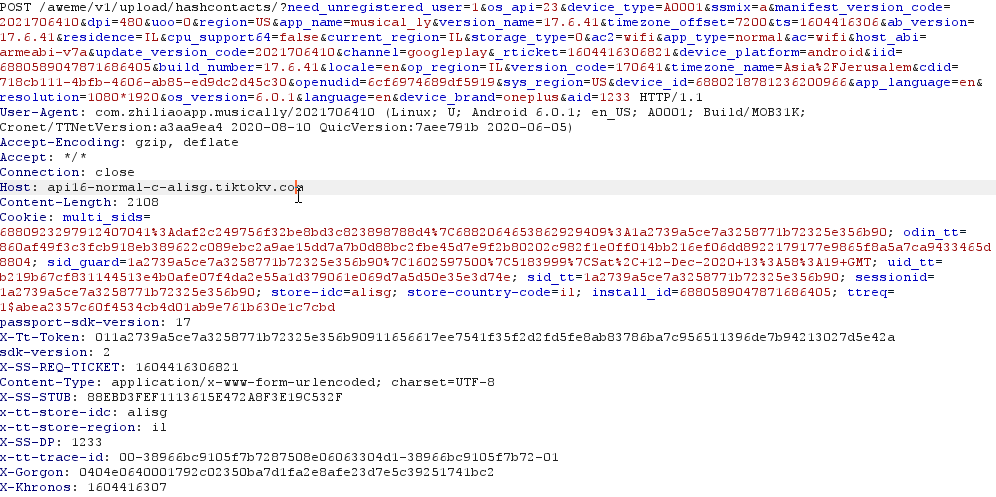 POST /aweme/v1/upload/hashcontacts/?need_unregistered_user=1&os_api=23&device_type=A0001&ssmix=a&manifest_version_code=
2021706410&dpi=480&uoo=0&region=US&app_name=musical_ly&version_name=17.6.41&timezone_offset=7200&ts=1604416306&ab_version=
17.6.41&residence=IL&cpu_support64=false&current_region=IL&storage_type=0&ac2=wifi&app_type=normal&ac=wifi&host_abi=
armeabi-v7a&update_version_code=2021706410&channel=googleplay&_rticket=1604416306821&device_platform=android&iid=
6880589047871686405&build_number=17.6.41&locale=en&op_region=IL&version_code=170641&timezone_name=Asia%2FJerusalem&cdid=
718cb111-4bfb-4606-ab85-ed9dc2d45c30&openudid=6cf6974689df5919&sys_region=US&device_id=6880218781236200966&app_language=en&
resolution=1080*1920&os_version=6.0.1&language=en&device_brand=oneplus&aid=1233 HTTP/1.1
User-Agent: com.zhiliaoapp.musically/2021706410 (Linux; U; Android 6.0.1; en_US; A0001; Build/MOB31K;
Cronet/TTNetVersion:a3aa9ea4 2020-08-10 QuicVersion:7aee791b 2020-06-05)
Accept-Encoding: gzip, deflate
Accept: */*
Connection: close
Host: api16-normal-c-alisg.tiktokv.com
Content-Length: 2108
Cookie: multi_sids=
6880923297912407041%3Adaf2c249756f32be8bd3c823898788d4%7C6882064653862929409%3A1a2739a5ce7a3258771b72325e356b90; odin_tt=
860af49f3c3fcb918eb389622c089ebc2a9ae15dd7a7b0d88bc2fbe45d7e9f2b80202c982f1e0ff014bb216ef06dd8922179177e9865f8a5a7ca9433465d
8804; sid_guard=1a2739a5ce7a3258771b72325e356b90%7C1602597500%7C5183999%7CSat%2C+12-Dec-2020+13%3A58%3A19+GMT; uid_tt=
b219b67cf831144513e4b0afe07f4da2e55a1d379061e069d7a5d50e35e3d74e; sid_tt=1a2739a5ce7a3258771b72325e356b90; sessionid=
1a2739a5ce7a3258771b72325e356b90; store-idc=alisg; store-country-code=il; install_id=6880589047871686405; ttreq=
1$abea2357c60f4534cb4d01ab9e761b630e1c7cbd
passport-sdk-version: 17
X-Tt-Token: 011a2739a5ce7a3258771b72325e356b90911656617ee7541f35f2d2fd5fe8ab83786ba7c956511396de7b94213027d5e42a
sdk-version: 2
X-SS-REQ-TICKET: 1604416306821
Content-Type: application/x-www-form-urlencoded; charset=UTF-8
X-SS-STUB: 88EBD3FEF1113615E472A8F3E19C532F
x-tt-store-idc: alisg
x-tt-store-region: il
X-SS-DP: 1233
x-tt-trace-id: 00-38966bc9105f7b7287508e06063304d1-38966bc9105f7b72-01
X-Gorgon: 0404e0640001792c02350ba7d1fa2e8afe23d7e5c39251741bc2
X-Khronos: 1604416307